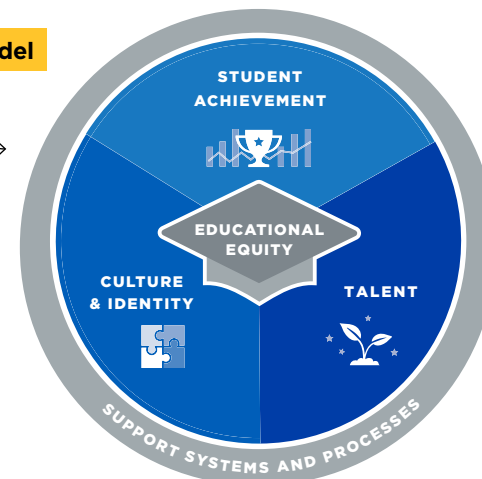 del
STUDENT
ACHIEVEMENT
EDUCATIONAL
EQUITY
CULTURE
& IDENTITY
TALENT
SUPPORT SYSTEMS AND PROCESSES